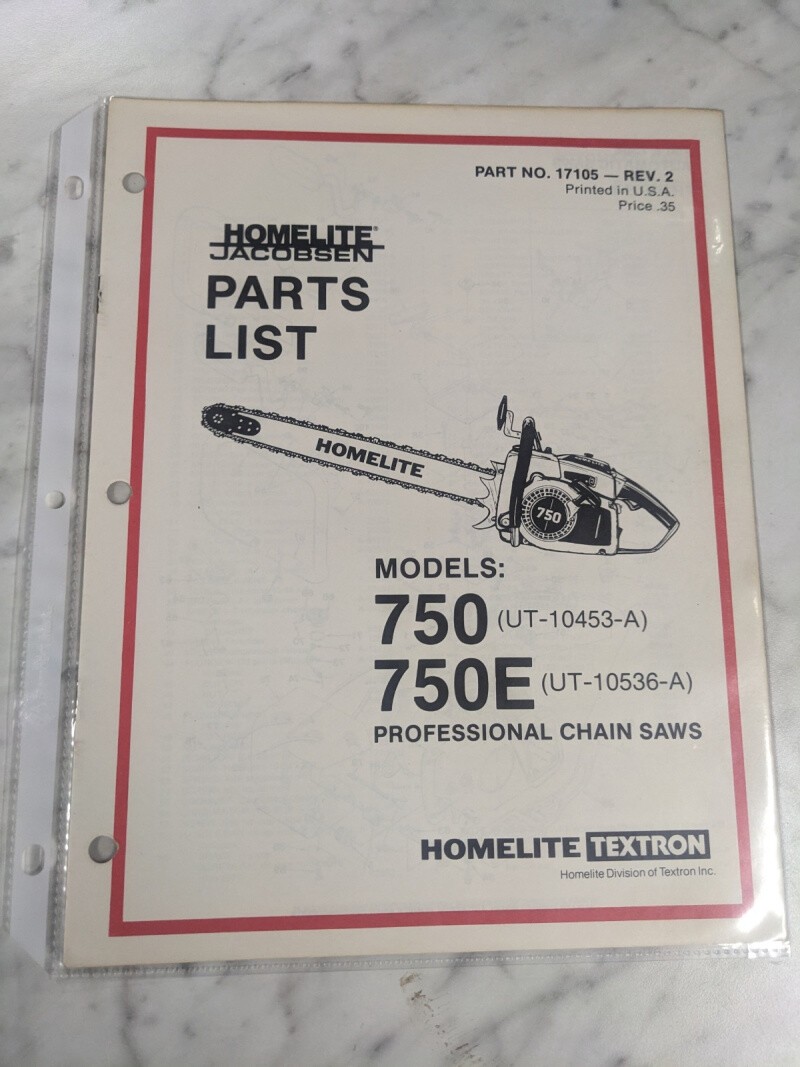 PART NO. 17105 — REV. 2
Printed in U.S.A.
Price .35
HOMELITE®
JACOBSEN
PARTS
LIST
HOMELITE
750
MODELS:
750 (UT-10453-A)
750E (UT-10536-A)
PROFESSIONAL CHAIN SAWS
HOMELITE TEXTRON
Homelite Division of Textron Inc.